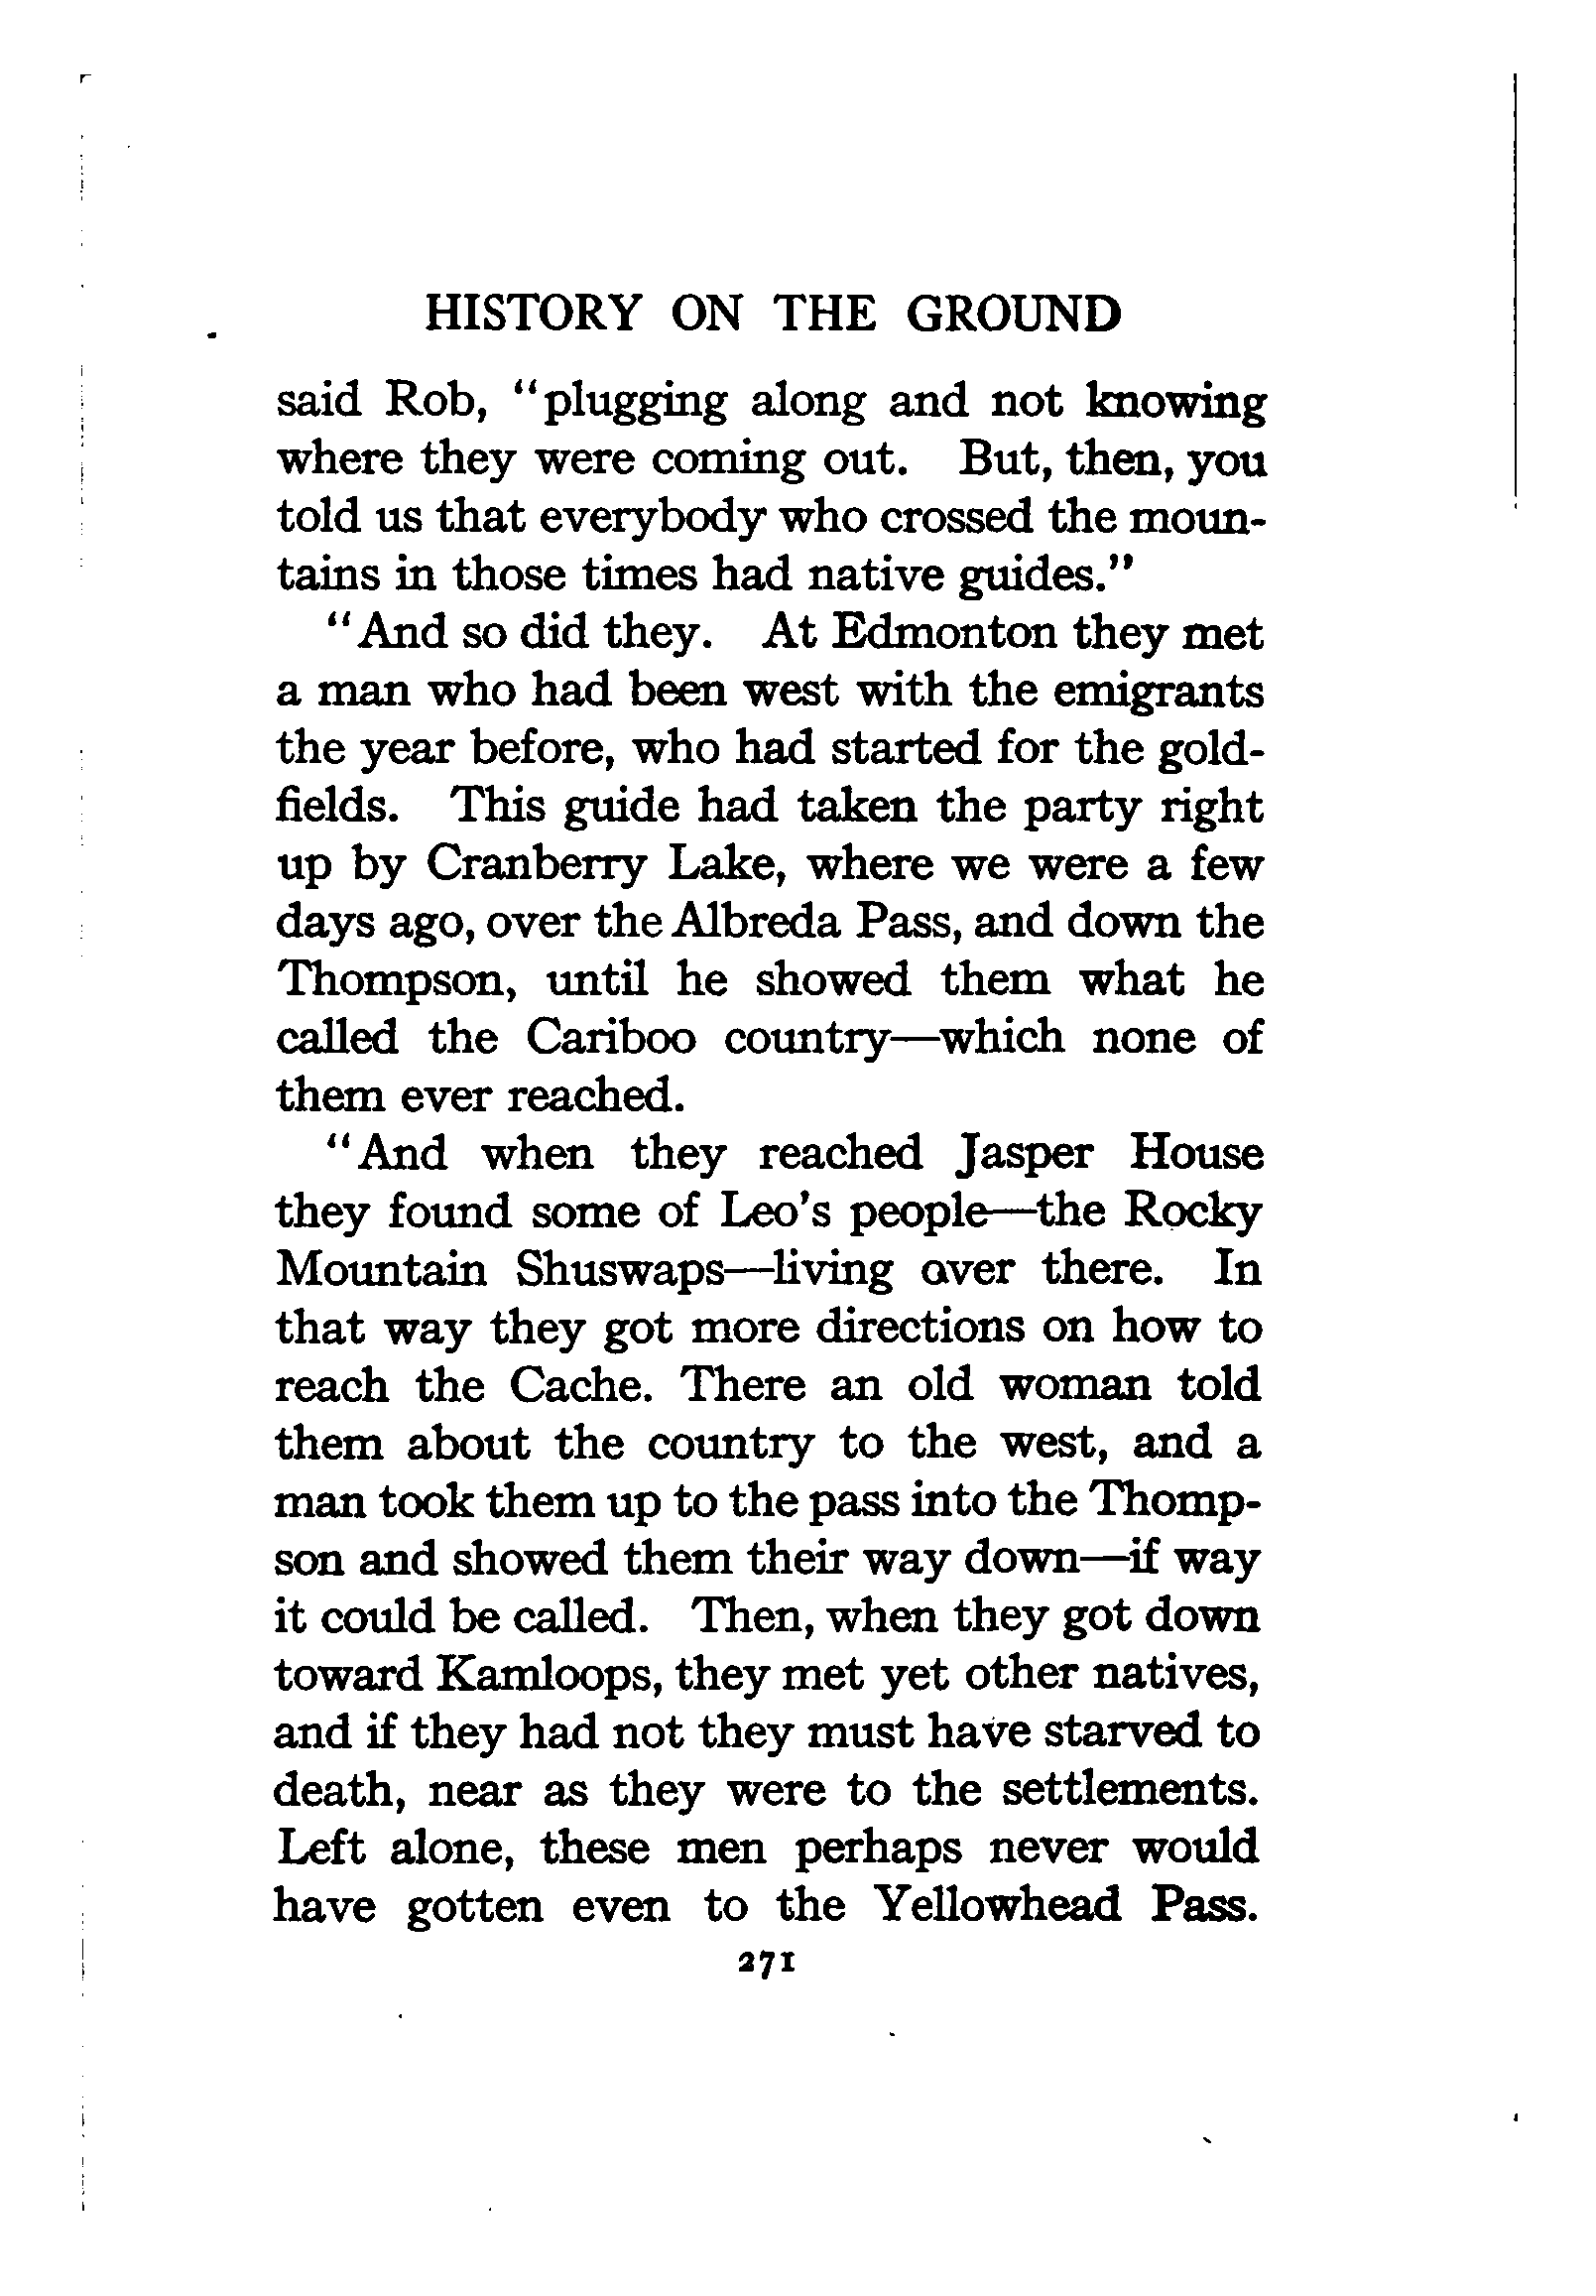 HISTORY ON THE GROUND
said Rob, "plugging along and not knowing
where they were coming out. But, then, you
told us that everybody who crossed the moun-
tains in those times had native guides."
"And so did they. At Edmonton they met
a man who had been west with the emigrants
the year before, who had started for the gold-
fields. This guide had taken the party right
up by Cranberry Lake, where we were a few
days ago, over the Albreda Pass, and down the
Thompson, until he showed them what he
called the Cariboo country—which none of
them ever reached.
"And when they reached Jasper House
they found some of Leo's people—the Rocky
Mountain Shuswaps—living over there. In
that way they got more directions on how to
reach the Cache. There an old woman told
them about the country to the west, and a
man took them up to the pass into the Thomp-
son and showed them their way down—if way
it could be called. Then, when they got down
toward Kamloops, they met yet other natives,
and if they had not they must have starved to
death, near as they were to the settlements.
Left alone, these men perhaps never would
have gotten even to the Yellowhead Pass.
271